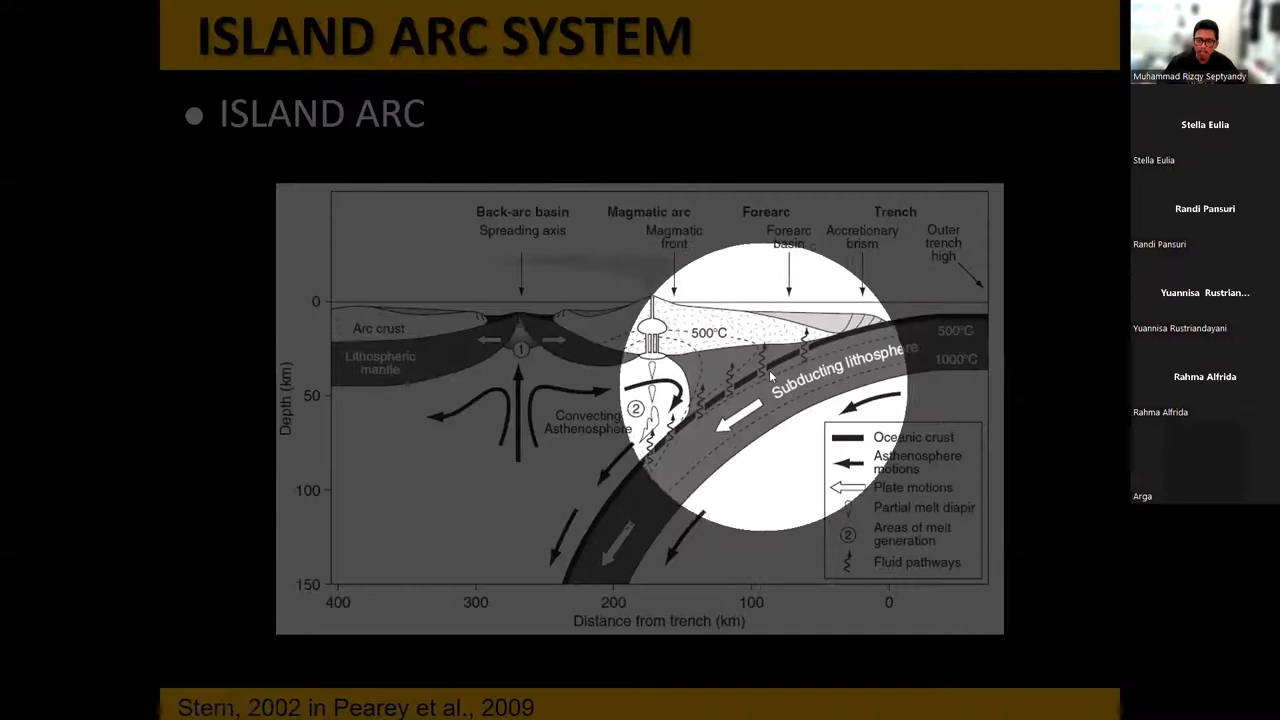 ISLAND ARC SYSTEM
● ISLAND ARC
Back-arc basin
Spreading axis
Magmatic arc
Magmatic
front
Forearc
Forearc
basin
Trench
Accretionary
brism
Outer
trench
high
0
50
100
150
Depth (km)
Arc crust
Lithospheric
mantle
1
Convecting
Asthenosphere
2
500°C
Subducting lithosphere
500°C
1000°C
Oceanic crust
Asthenosphere
motions
Plate motions
Partial melt diapir
2
Areas of melt
generation
Fluid pathways
400
300
200
100
0
Distance from trench (km)
Stern, 2002 in Pearey et al., 2009
Muhammad Rizqy Septyandy
Stella Eulia
Stella Eulia
Randi Pansuri
Randi Pansuri
Yuannisa Rustrian...
Yuannisa Rustriandayani
Rahma Alfrida
Rahma Alfrida
Arga